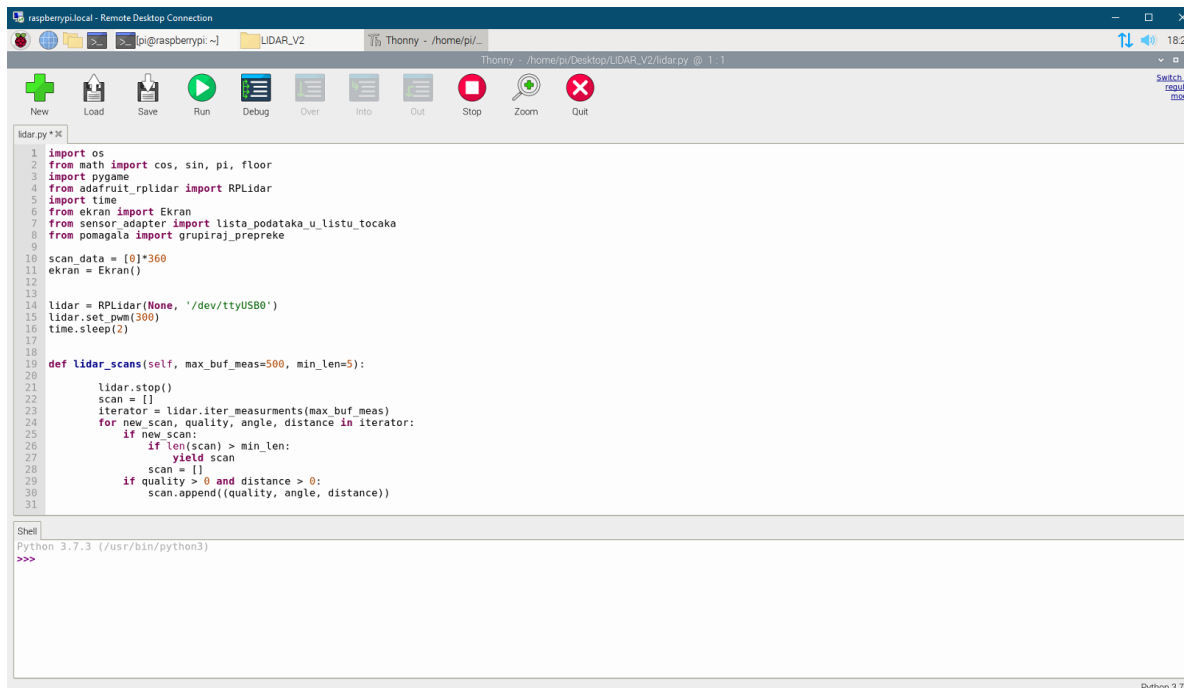 raspberrypi.local - Remote Desktop Connection
[pi@raspberrypi: ~] LIDAR_V2 Thonny - /home/pi/... 18:2
Thonny - /home/pi/Desktop/LIDAR_V2/lidar.py @ 1 : 1
New Load Save Run Debug Over Into Out Stop Zoom Quit
Switch
regul
mo
lidar.py *
1 import os
2 from math import cos, sin, pi, floor
3 import pygame
4 from adafruit_rplidar import RPLidar
5 import time
6 from ekran import Ekran
7 from sensor_adapter import lista_podataka_u_listu_tocaka
8 from pomagala import grupiraj_prepreke
9
10 scan_data = [0]*360
11 ekran = Ekran()
12
13
14 lidar = RPLidar(None, '/dev/ttyUSB0')
15 lidar.set_pwm(300)
16 time.sleep(2)
17
18
19 def lidar_scans(self, max_buf_meas=500, min_len=5):
20
21         lidar.stop()
22         scan = []
23         iterator = lidar.iter_measurments(max_buf_meas)
24         for new_scan, quality, angle, distance in iterator:
25             if new_scan:
26                 if len(scan) > min_len:
27                     yield scan
28                 scan = []
29             if quality > 0 and distance > 0:
30                 scan.append((quality, angle, distance))
31
Shell
Python 3.7.3 (/usr/bin/python3)
>>>
Python 3.7